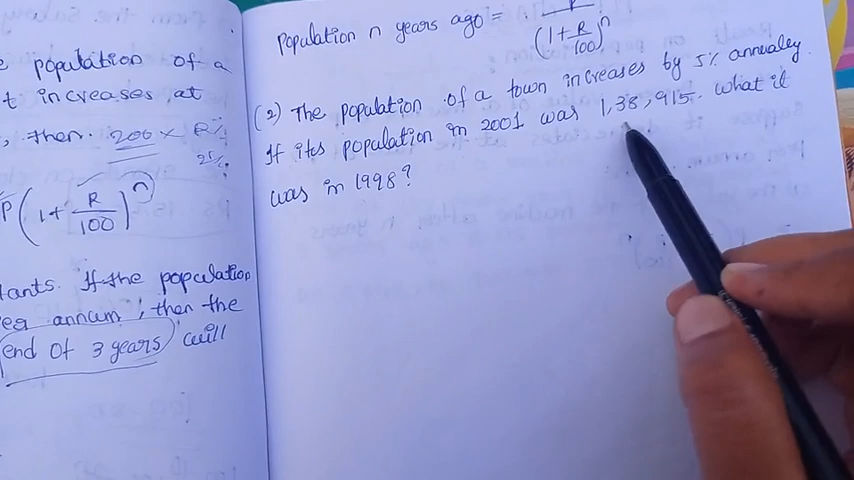 e population of a
t increases at
, then. 200 × R%
25%
P(1+ R/100)^n
tants. If the population
er annum, then the
end of 3 years will
Population n years ago = P/(1+R/100)^n
(2) The population of a town increases by 5% annualey
If its population in 2001 was 1,38,915. what it
was in 1998?